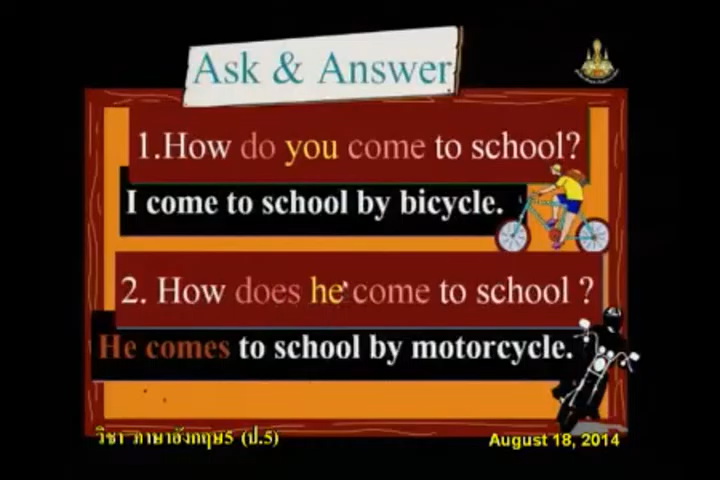 Ask & Answer
1.How do you come to school?
I come to school by bicycle.
2. How does he come to school ?
He comes to school by motorcycle.
วิชา ภาษาอังกฤษ5 (ป.5)
August 18, 2014